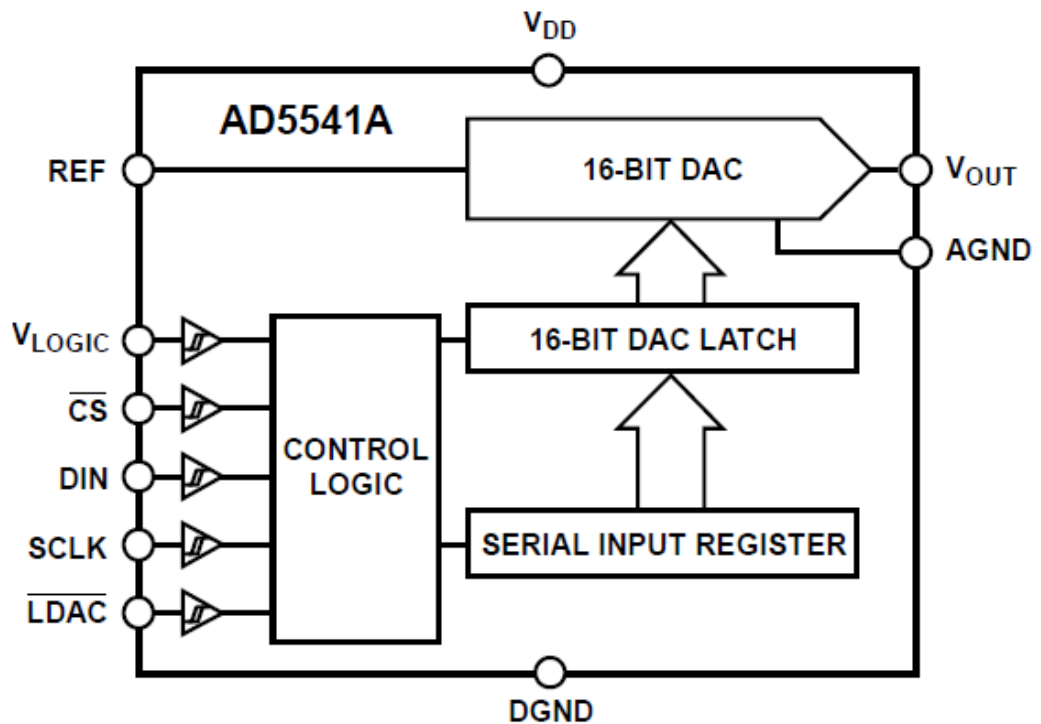 VDD
AD5541A
REF
16-BIT DAC
VOUT
AGND
VLOGIC
16-BIT DAC LATCH
CS
CONTROL
LOGIC
DIN
SCLK
SERIAL INPUT REGISTER
LDAC
DGND